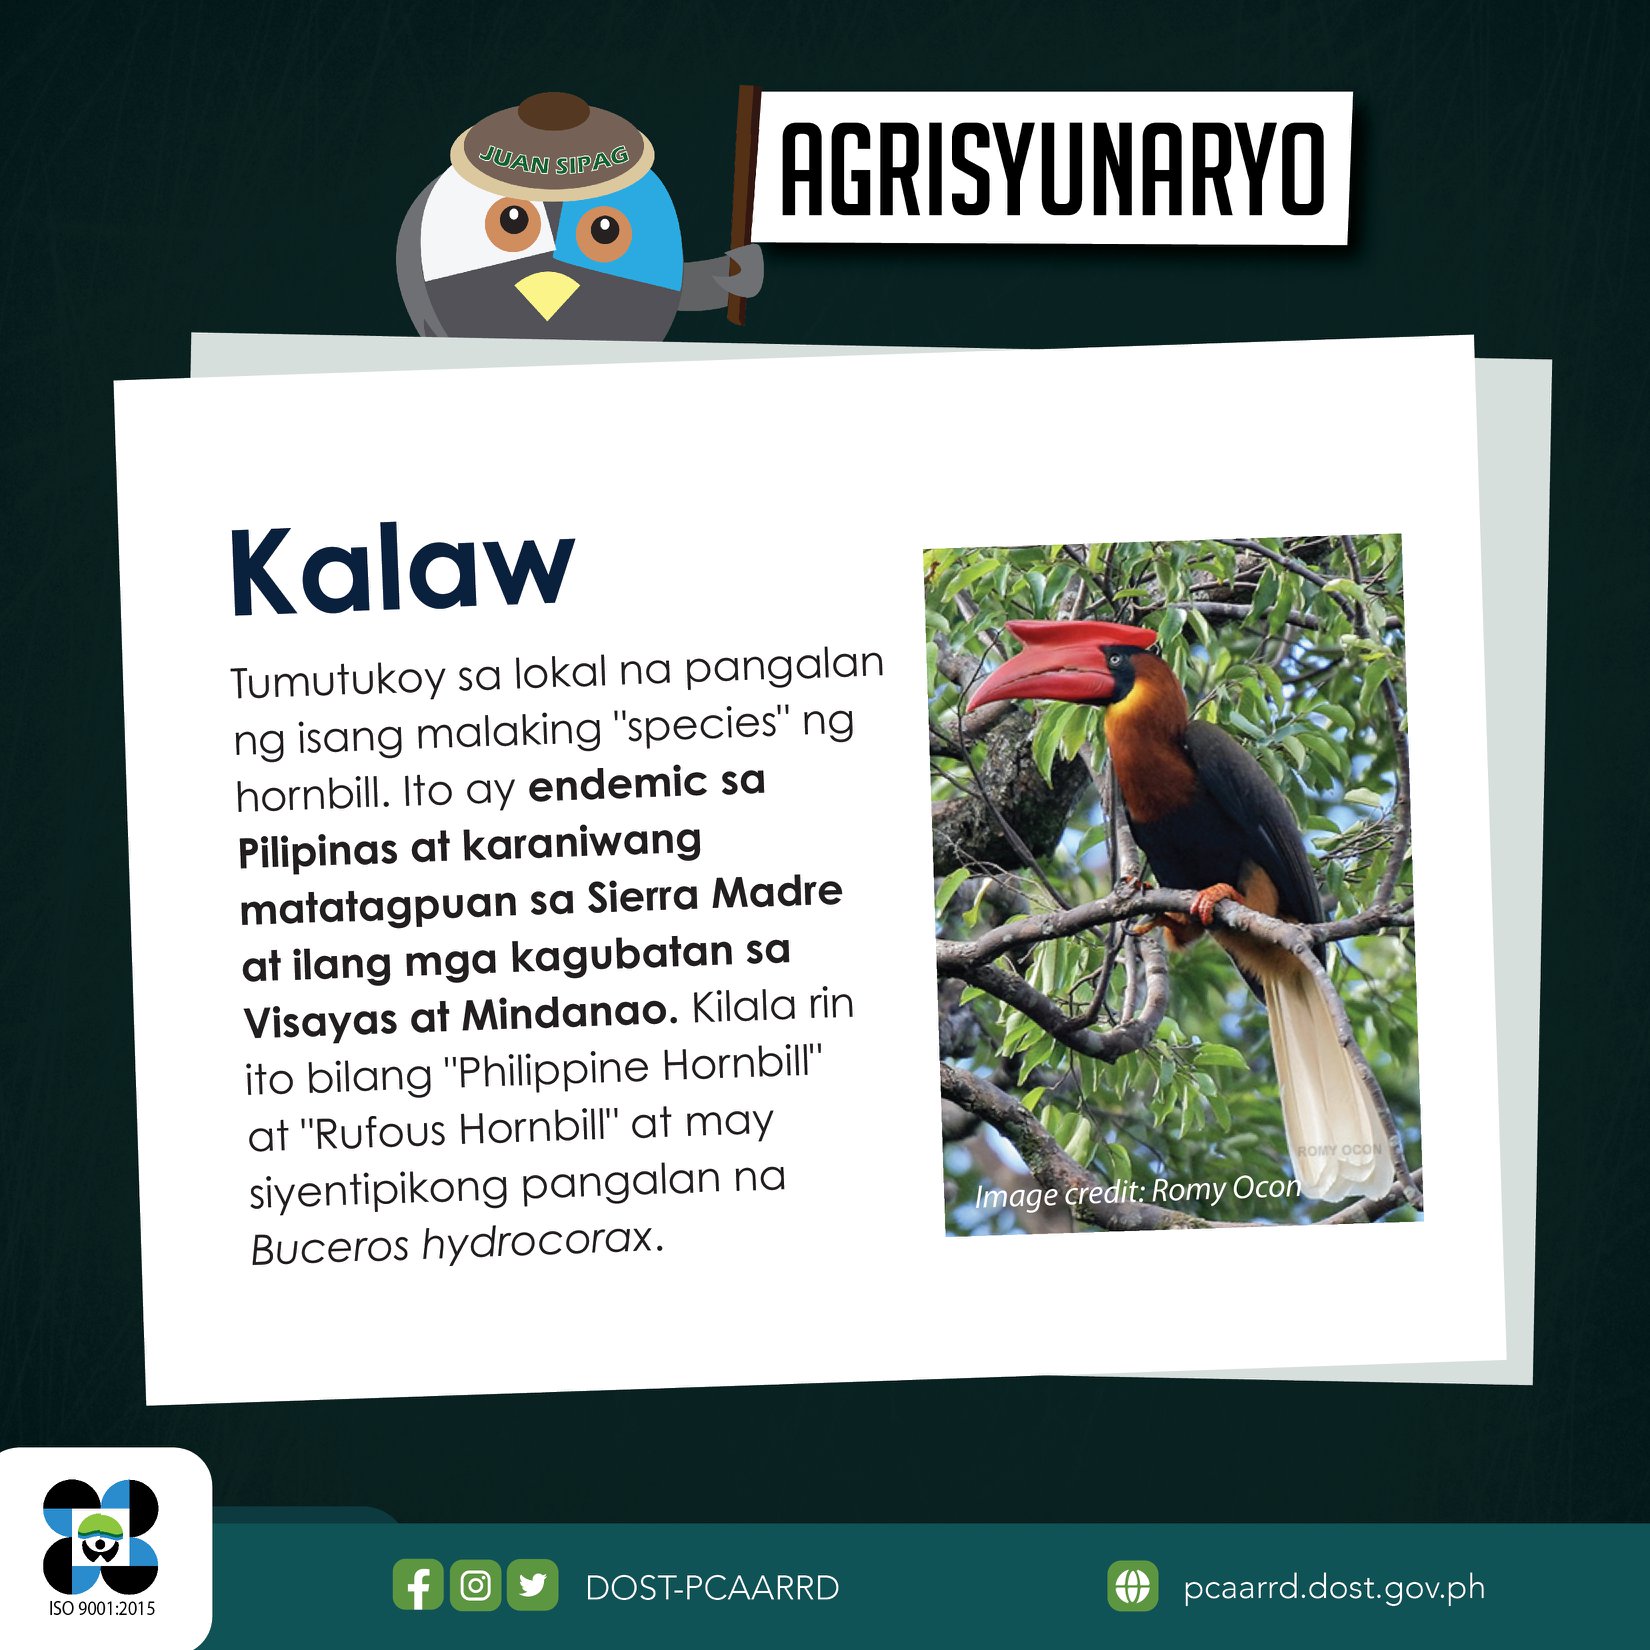 JUAN SIPAG
AGRISYUNARYO
Kalaw
Tumutukoy sa lokal na pangalan
ng isang malaking "species" ng
hornbill. Ito ay endemic sa
Pilipinas at karaniwang
matatagpuan sa Sierra Madre
at ilang mga kagubatan sa
Visayas at Mindanao. Kilala rin
ito bilang "Philippine Hornbill"
at "Rufous Hornbill" at may
siyentipikong pangalan na
Buceros hydrocorax.
ROMY OCON
Image credit: Romy Ocon
ISO 9001:2015
DOST-PCAARRD
pcaarrd.dost.gov.ph